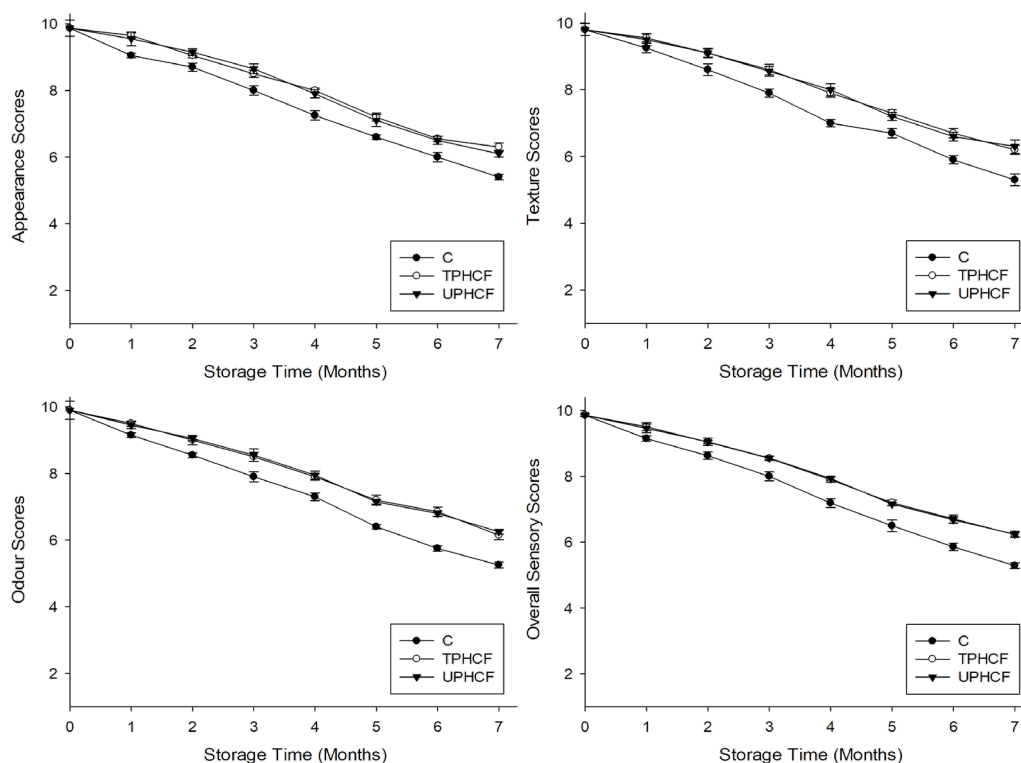 Appearance Scores
10
8
6
4
2
0 1 2 3 4 5 6 7
Storage Time (Months)
C
TPHCF
UPHCF
Texture Scores
10
8
6
4
2
0 1 2 3 4 5 6 7
Storage Time (Months)
C
TPHCF
UPHCF
Odour Scores
10
8
6
4
2
0 1 2 3 4 5 6 7
Storage Time (Months)
C
TPHCF
UPHCF
Overall Sensory Scores
10
8
6
4
2
0 1 2 3 4 5 6 7
Storage Time (Months)
C
TPHCF
UPHCF